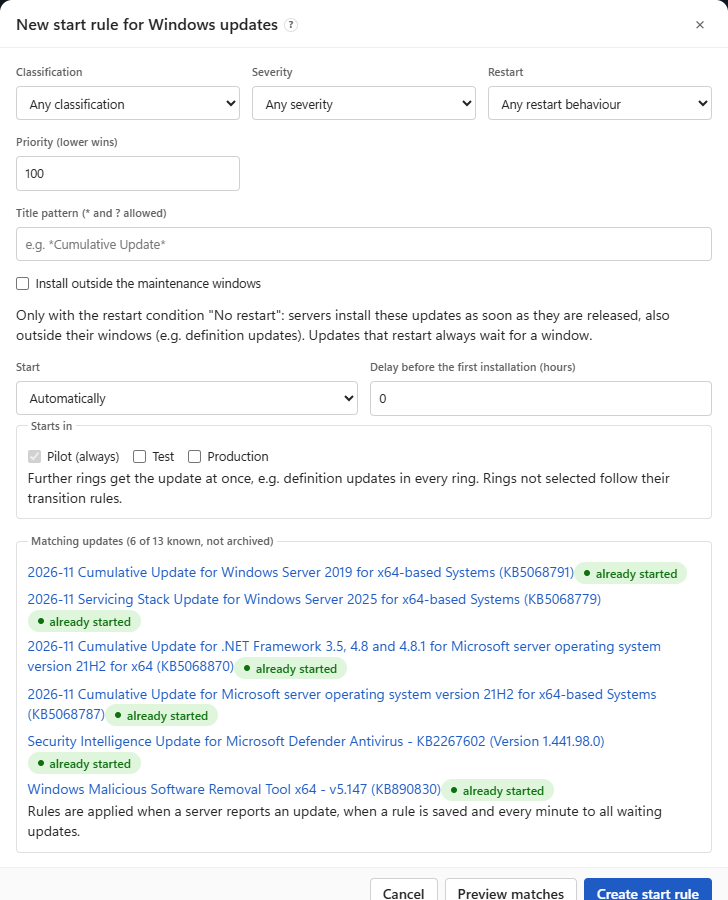 New start rule for Windows updates ?
×
Classification Severity Restart
Any classification Any severity Any restart behaviour
Priority (lower wins)
100
Title pattern (* and ? allowed)
e.g. *Cumulative Update*
Install outside the maintenance windows
Only with the restart condition "No restart": servers install these updates as soon as they are released, also
outside their windows (e.g. definition updates). Updates that restart always wait for a window.
Start Delay before the first installation (hours)
Automatically 0
Starts in
Pilot (always) Test Production
Further rings get the update at once, e.g. definition updates in every ring. Rings not selected follow their
transition rules.
Matching updates (6 of 13 known, not archived)
2026-11 Cumulative Update for Windows Server 2019 for x64-based Systems (KB5068791) already started
2026-11 Servicing Stack Update for Windows Server 2025 for x64-based Systems (KB5068779)
already started
2026-11 Cumulative Update for .NET Framework 3.5, 4.8 and 4.8.1 for Microsoft server operating system
version 21H2 for x64 (KB5068870) already started
2026-11 Cumulative Update for Microsoft server operating system version 21H2 for x64-based Systems
(KB5068787) already started
Security Intelligence Update for Microsoft Defender Antivirus - KB2267602 (Version 1.441.98.0)
already started
Windows Malicious Software Removal Tool x64 - v5.147 (KB890830) already started
Rules are applied when a server reports an update, when a rule is saved and every minute to all waiting
updates.
Cancel Preview matches Create start rule